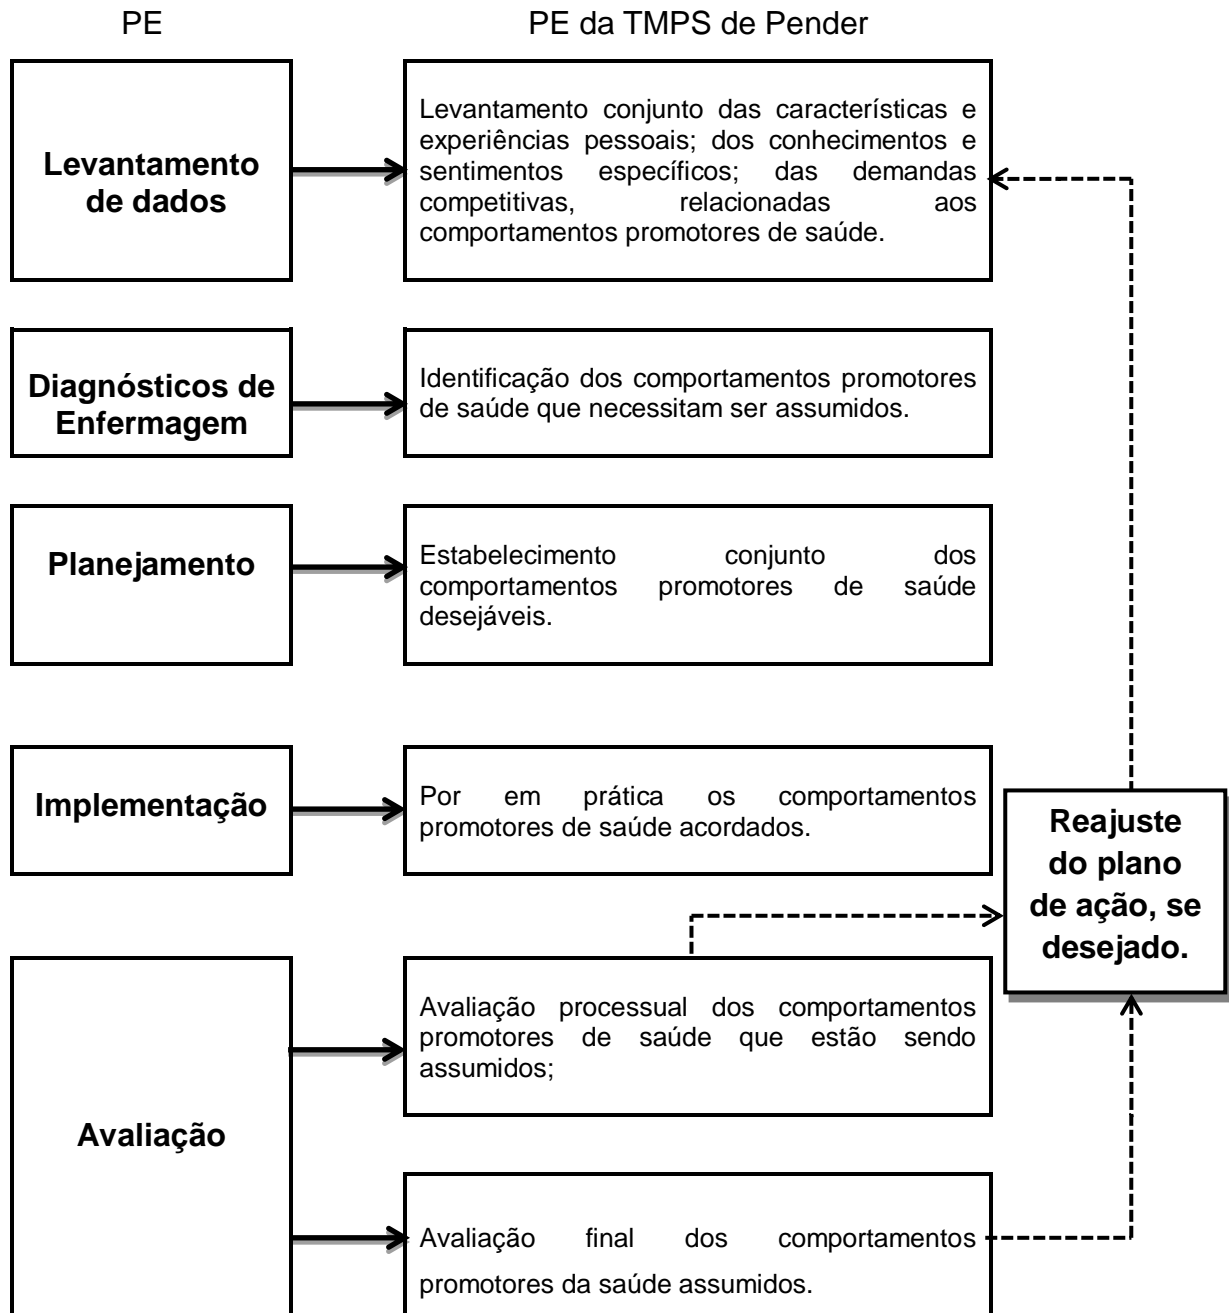 PE
PE da TMPS de Pender
Levantamento
de dados
Levantamento conjunto das características e
experiências pessoais; dos conhecimentos e
sentimentos específicos; das demandas
competitivas, relacionadas aos
comportamentos promotores de saúde.
Diagnósticos de
Enfermagem
Identificação dos comportamentos promotores
de saúde que necessitam ser assumidos.
Planejamento
Estabelecimento conjunto dos
comportamentos promotores de saúde
desejáveis.
Implementação
Por em prática os comportamentos
promotores de saúde acordados.
Reajuste
do plano
de ação, se
desejado.
Avaliação
Avaliação processual dos comportamentos
promotores de saúde que estão sendo
assumidos;
Avaliação final dos comportamentos
promotores da saúde assumidos.